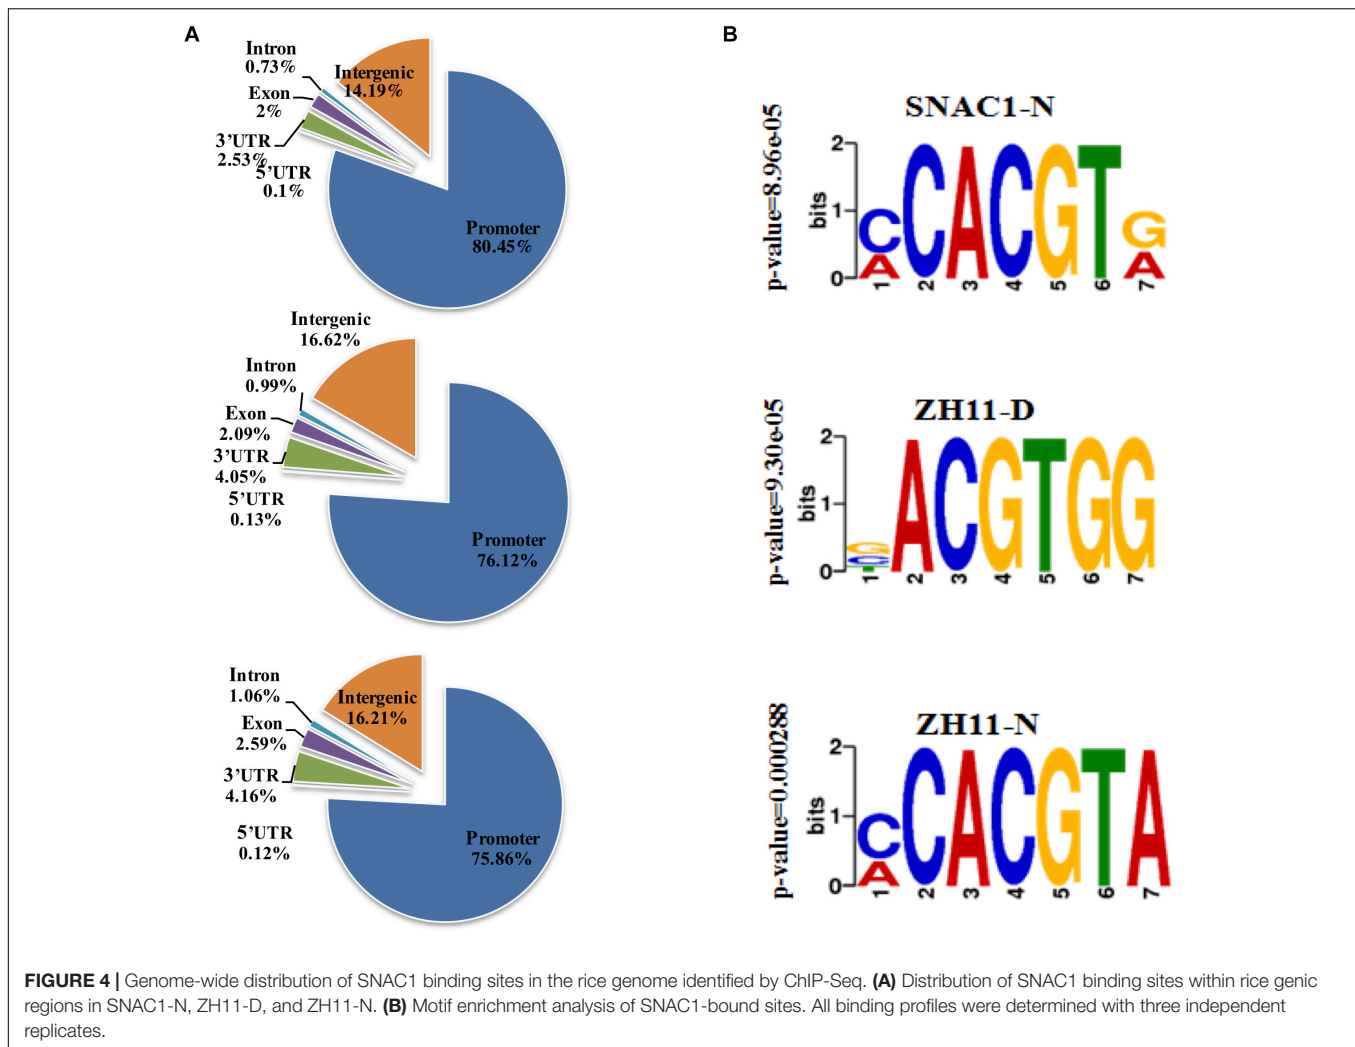 A
Intron
0.73%
Exon
2%
3'UTR
2.53%
5'UTR
0.1%
Intergenic
14.19%
Promoter
80.45%
Intergenic
16.62%
Intron
0.99%
Exon
2.09%
3'UTR
4.05%
5'UTR
0.13%
Promoter
76.12%
Intron
1.06%
Exon
2.59%
3'UTR
4.16%
5'UTR
0.12%
Intergenic
16.21%
Promoter
75.86%
B
SNAC1-N
p-value=8.96e-05
bits
2
1
0
C CACGT G
A A
1 2 3 4 5 6 7
ZH11-D
p-value=9.30e-05
bits
2
1
0
G ACGTGG
C
T
1 2 3 4 5 6 7
ZH11-N
p-value=0.000288
bits
2
1
0
C CACGTA
A
1 2 3 4 5 6 7
FIGURE 4 | Genome-wide distribution of SNAC1 binding sites in the rice genome identified by ChIP-Seq. (A) Distribution of SNAC1 binding sites within rice genic
regions in SNAC1-N, ZH11-D, and ZH11-N. (B) Motif enrichment analysis of SNAC1-bound sites. All binding profiles were determined with three independent
replicates.